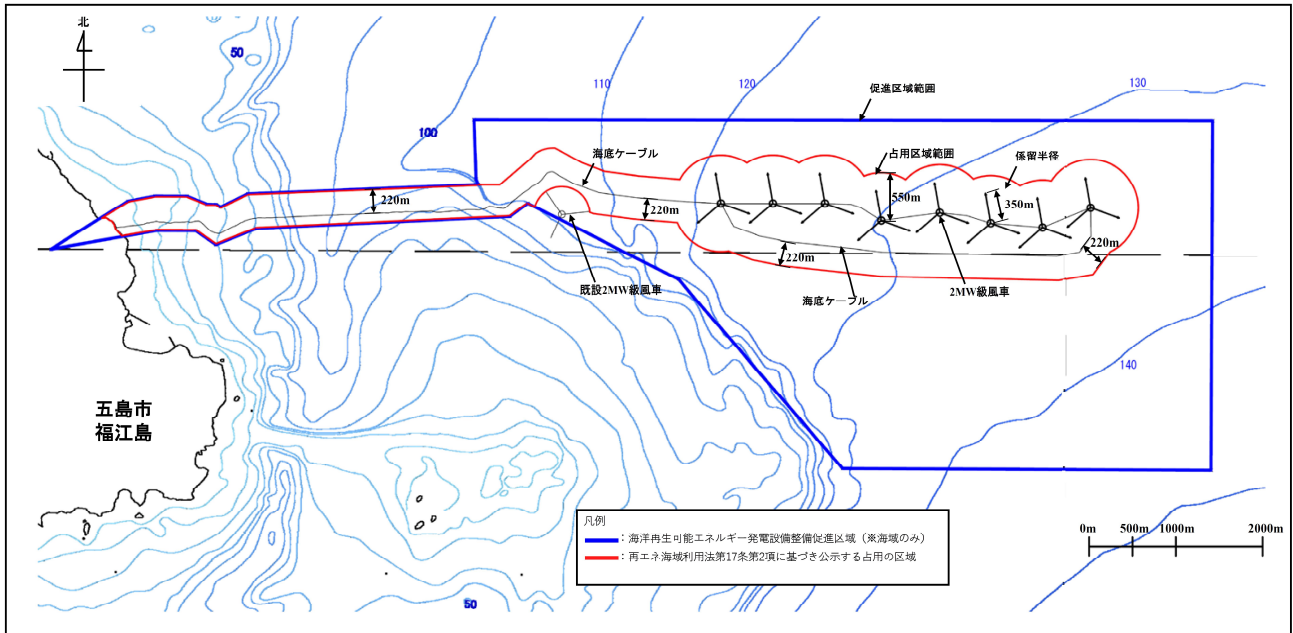 北
50
110
120
130
促進区域範囲
100
海底ケーブル
占用区域範囲
係留半径
220m
220m
550m
350m
220m
220m
既設2MW級風車
海底ケーブル
2MW級風車
140
五島市
福江島
凡例
:海洋再生可能エネルギー発電設備整備促進区域(※海域のみ)
:再エネ海域利用法第17条第2項に基づき公示する占用の区域
0m 500m 1000m 2000m
50